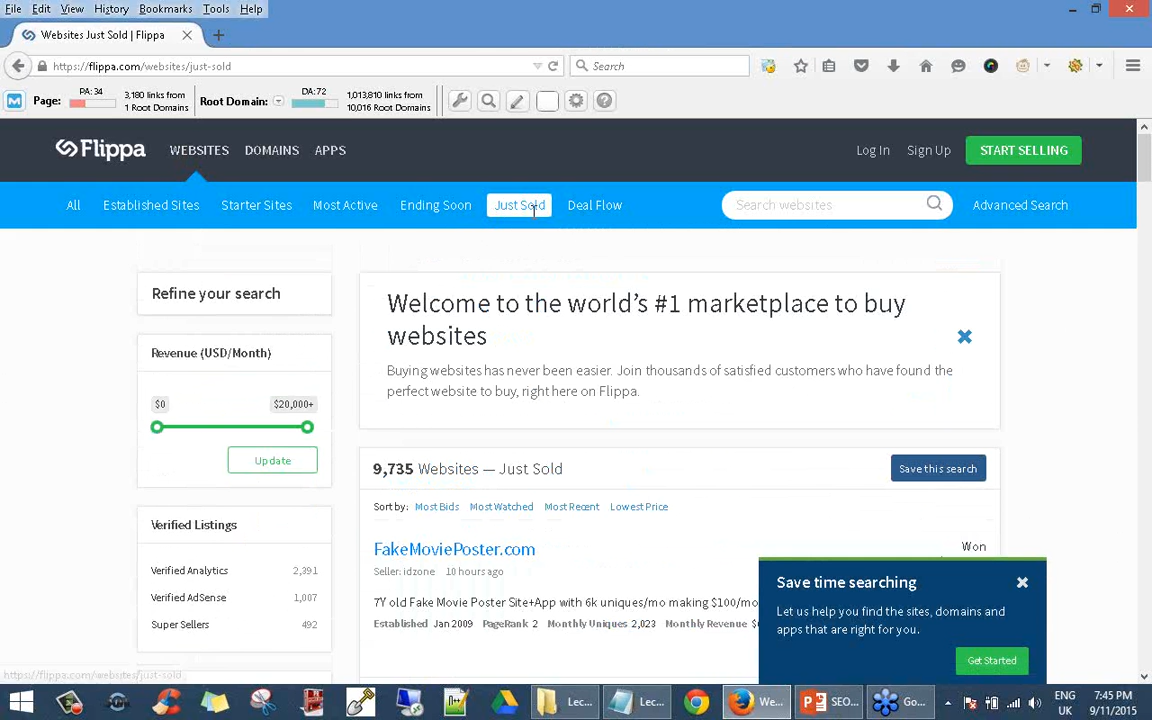 File Edit View History Bookmarks Tools Help
Websites Just Sold | Flippa
https://flippa.com/websites/just-sold
Search
Page:
PA: 34
3,180 links from
1 Root Domains
Root Domain:
DA: 72
1,013,810 links from
10,016 Root Domains
Flippa
WEBSITES
DOMAINS
APPS
Log In
Sign Up
START SELLING
All
Established Sites
Starter Sites
Most Active
Ending Soon
Just Sold
Deal Flow
Search websites
Advanced Search
Refine your search
Revenue (USD/Month)
$0
$20,000+
Update
Verified Listings
Verified Analytics 2,391
Verified AdSense 1,007
Super Sellers 492
Welcome to the world's #1 marketplace to buy
websites
Buying websites has never been easier. Join thousands of satisfied customers who have found the
perfect website to buy, right here on Flippa.
9,735 Websites — Just Sold
Save this search
Sort by: Most Bids Most Watched Most Recent Lowest Price
FakeMoviePoster.com
Won
Seller: idzone 10 hours ago
7Y old Fake Movie Poster Site+App with 6k uniques/mo making $100/mo
Established Jan 2009 PageRank 2 Monthly Uniques 2,023 Monthly Revenue
Save time searching
Let us help you find the sites, domains and
apps that are right for you.
Get Started
https://flippa.com/websites/just-sold
Lec...
Lec...
We...
SEO...
Go...
ENG
UK
7:45 PM
9/11/2015